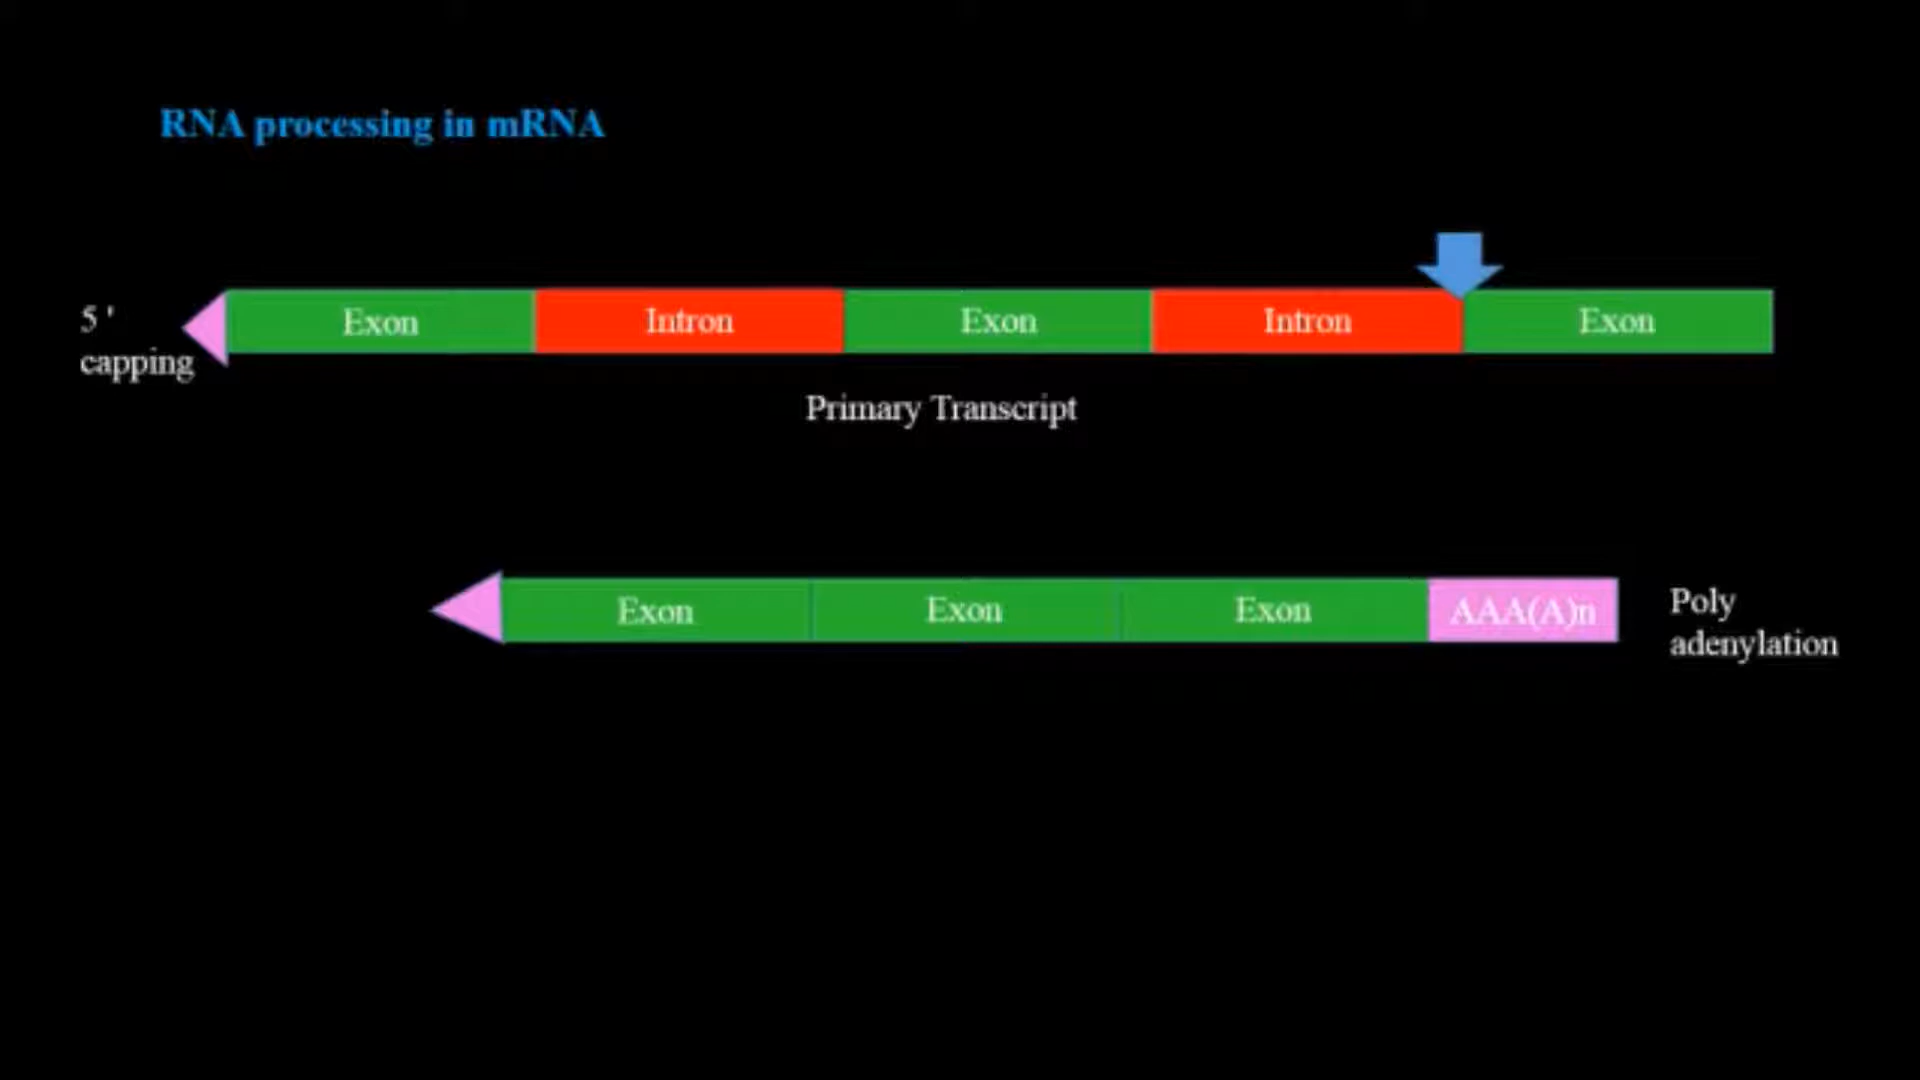 RNA processing in mRNA
5 '
capping
Exon Intron Exon Intron Exon
Primary Transcript
Exon Exon Exon AAA(A)n
Poly
adenylation